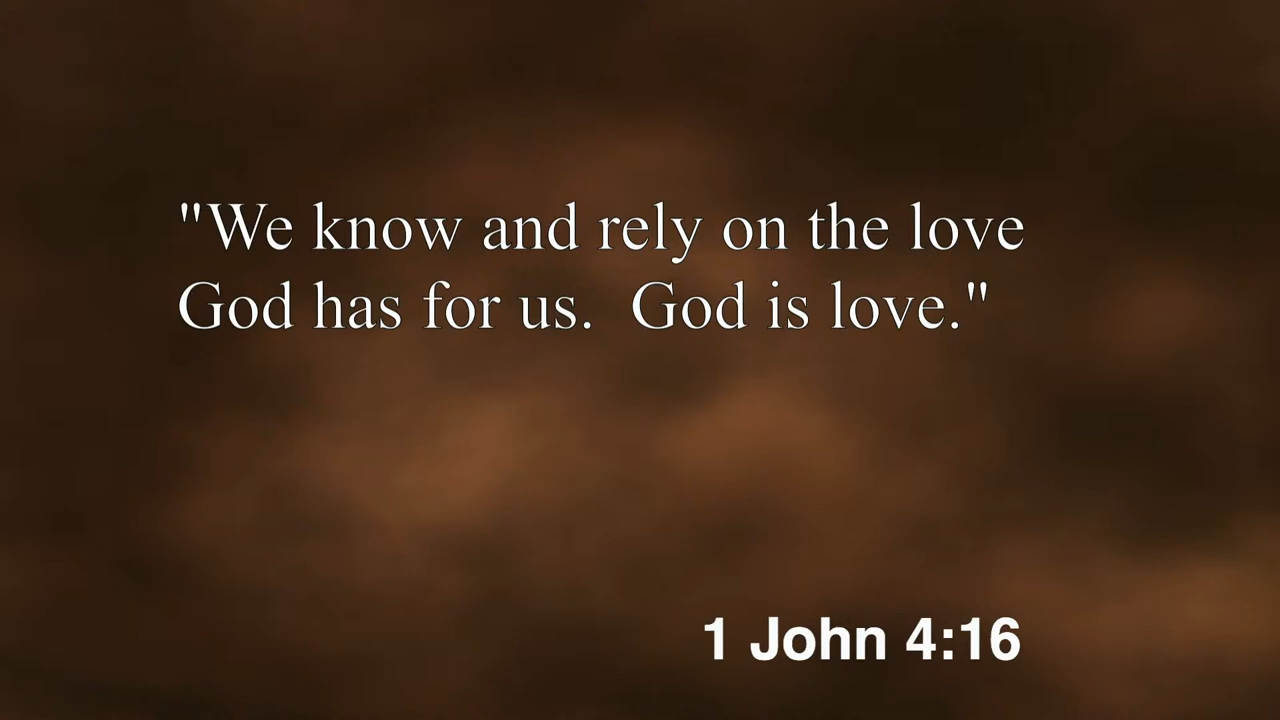 "We know and rely on the love
God has for us.  God is love."
1 John 4:16